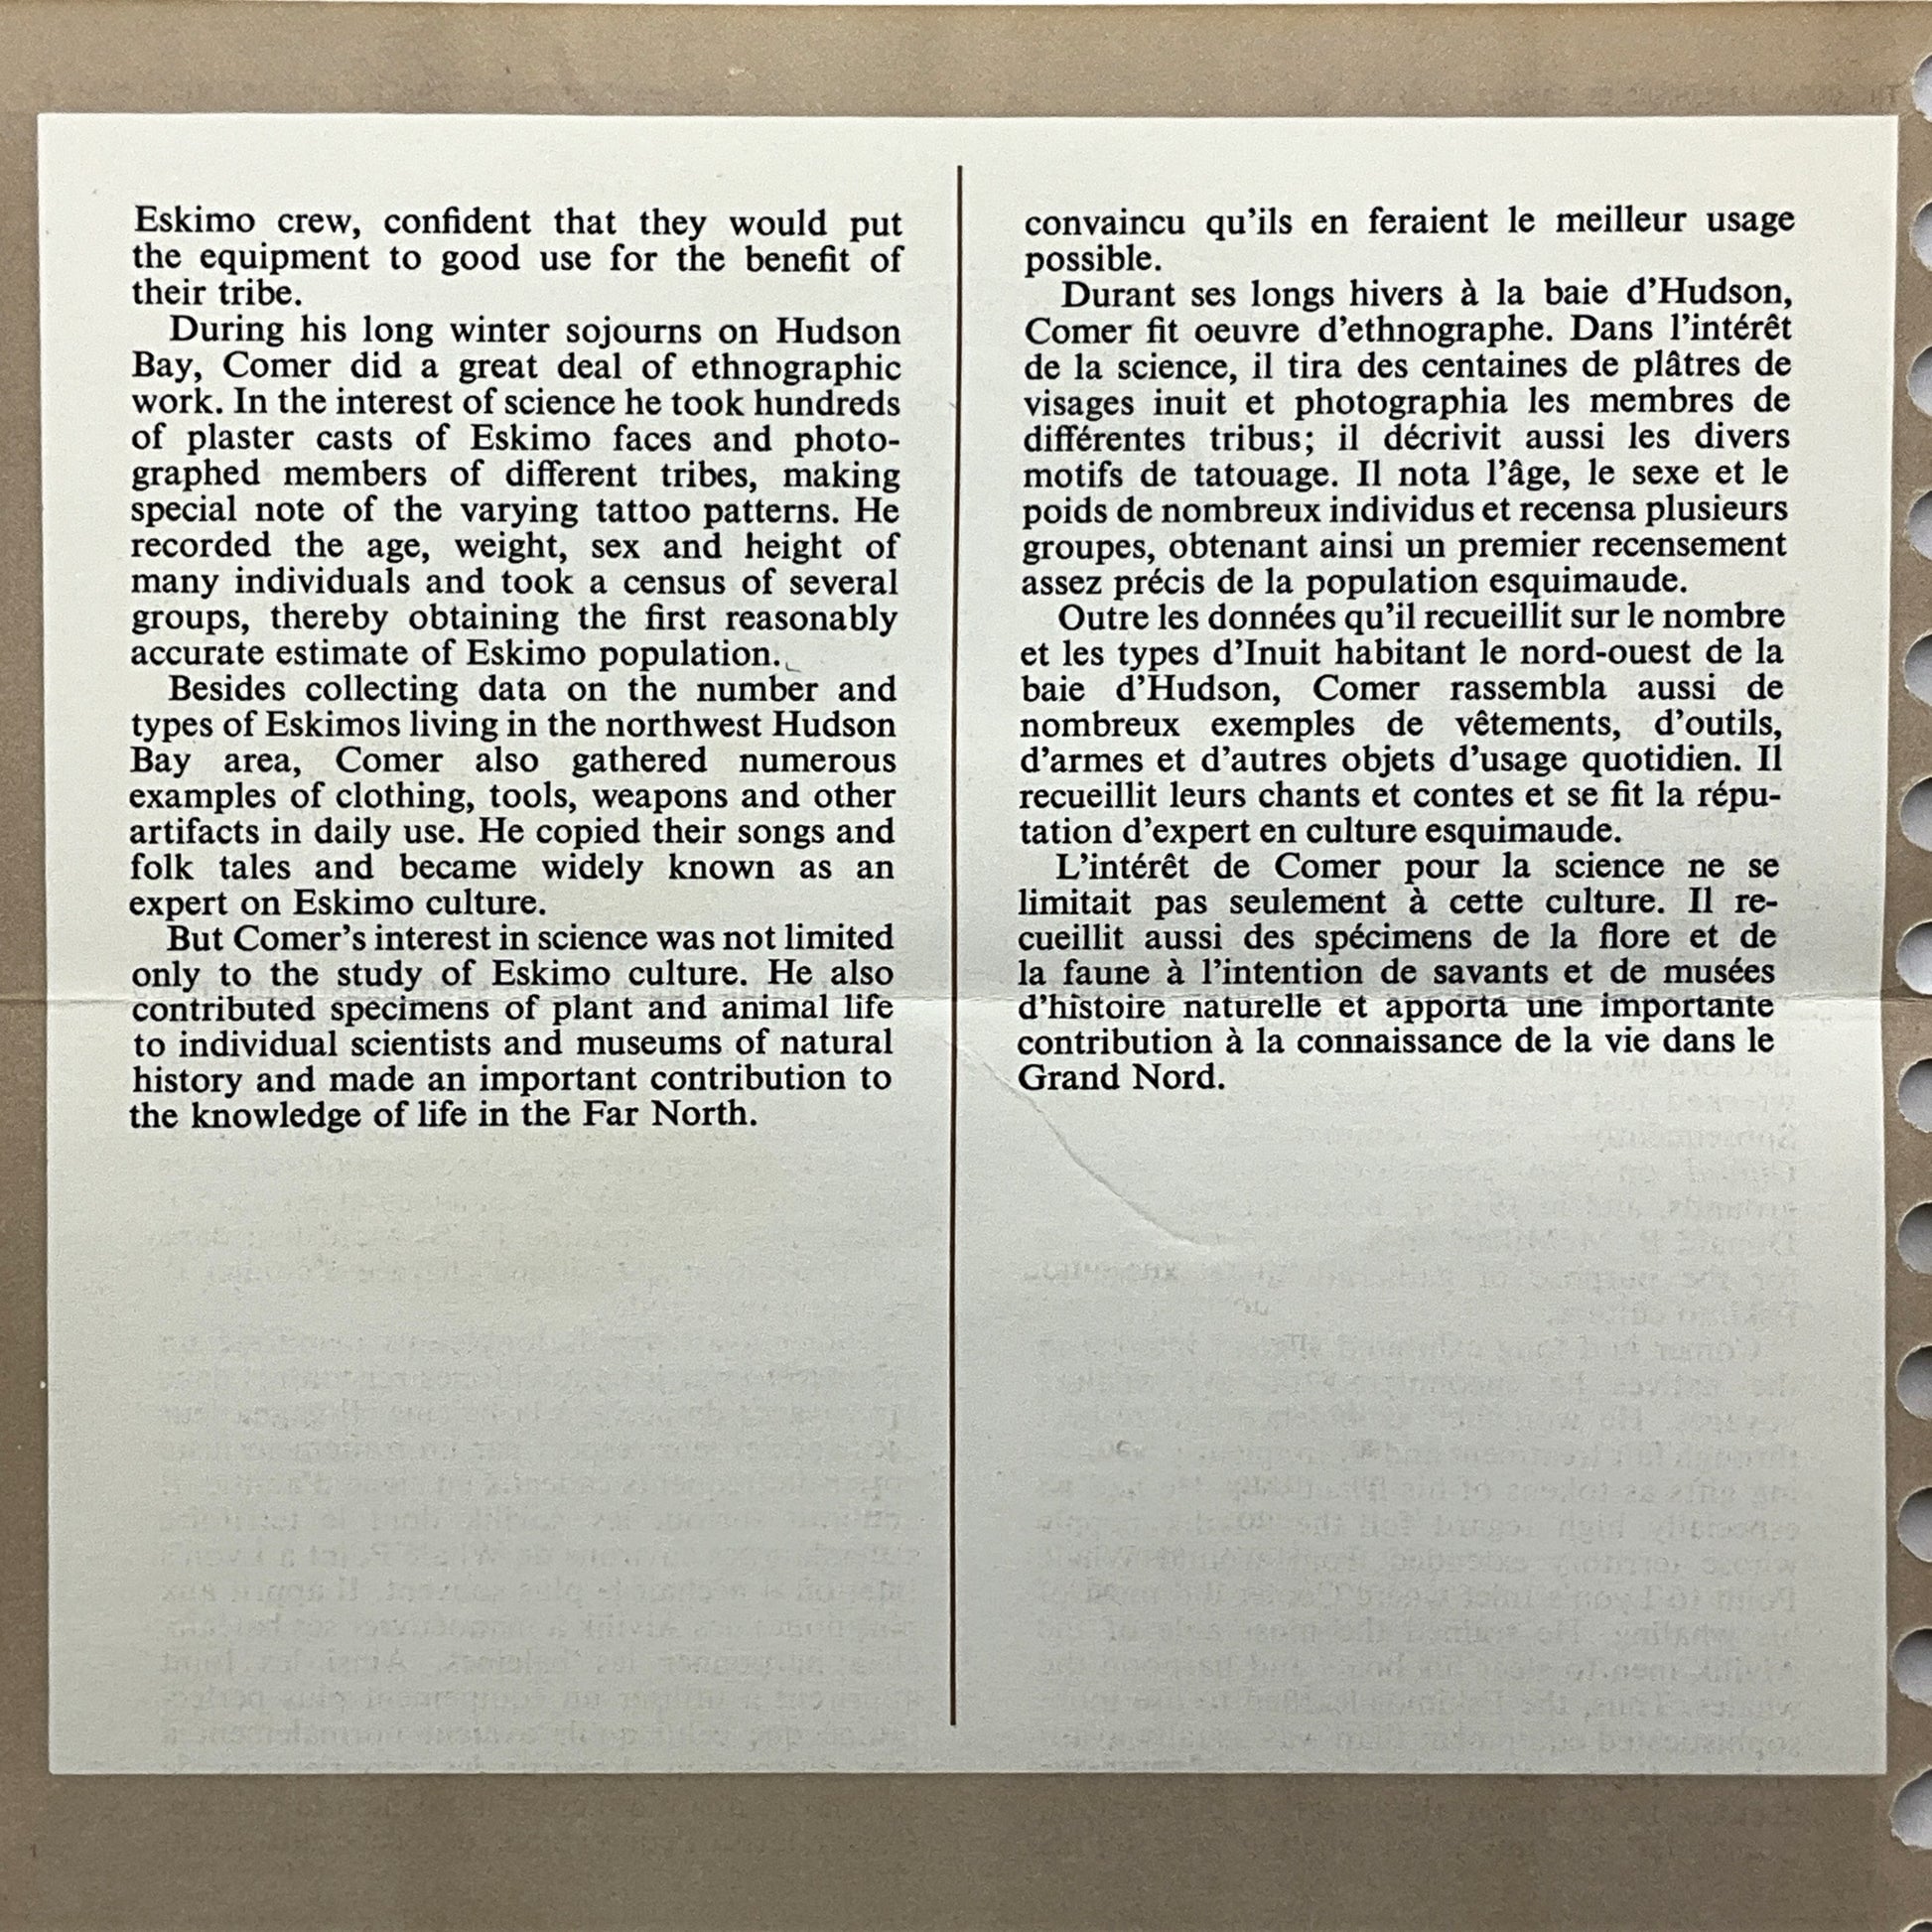 Eskimo crew, confident that they would put
the equipment to good use for the benefit of
their tribe.
During his long winter sojourns on Hudson
Bay, Comer did a great deal of ethnographic
work. In the interest of science he took hundreds
of plaster casts of Eskimo faces and photo-
graphed members of different tribes, making
special note of the varying tattoo patterns. He
recorded the age, weight, sex and height of
many individuals and took a census of several
groups, thereby obtaining the first reasonably
accurate estimate of Eskimo population.
Besides collecting data on the number and
types of Eskimos living in the northwest Hudson
Bay area, Comer also gathered numerous
examples of clothing, tools, weapons and other
artifacts in daily use. He copied their songs and
folk tales and became widely known as an
expert on Eskimo culture.
But Comer's interest in science was not limited
only to the study of Eskimo culture. He also
contributed specimens of plant and animal life
to individual scientists and museums of natural
history and made an important contribution to
the knowledge of life in the Far North.
convaincu qu'ils en feraient le meilleur usage
possible.
Durant ses longs hivers à la baie d'Hudson,
Comer fit oeuvre d'ethnographe. Dans l'intérêt
de la science, il tira des centaines de plâtres de
visages inuit et photographia les membres de
différentes tribus; il décrivit aussi les divers
motifs de tatouage. Il nota l'âge, le sexe et le
poids de nombreux individus et recensa plusieurs
groupes, obtenant ainsi un premier recensement
assez précis de la population esquimaude.
Outre les données qu'il recueillit sur le nombre
et les types d'Inuit habitant le nord-ouest de la
baie d'Hudson, Comer rassembla aussi de
nombreux exemples de vêtements, d'outils,
d'armes et d'autres objets d'usage quotidien. Il
recueillit leurs chants et contes et se fit la répu-
tation d'expert en culture esquimaude.
L'intérêt de Comer pour la science ne se
limitait pas seulement à cette culture. Il re-
cueillit aussi des spécimens de la flore et de
la faune à l'intention de savants et de musées
d'histoire naturelle et apporta une importante
contribution à la connaissance de la vie dans le
Grand Nord.